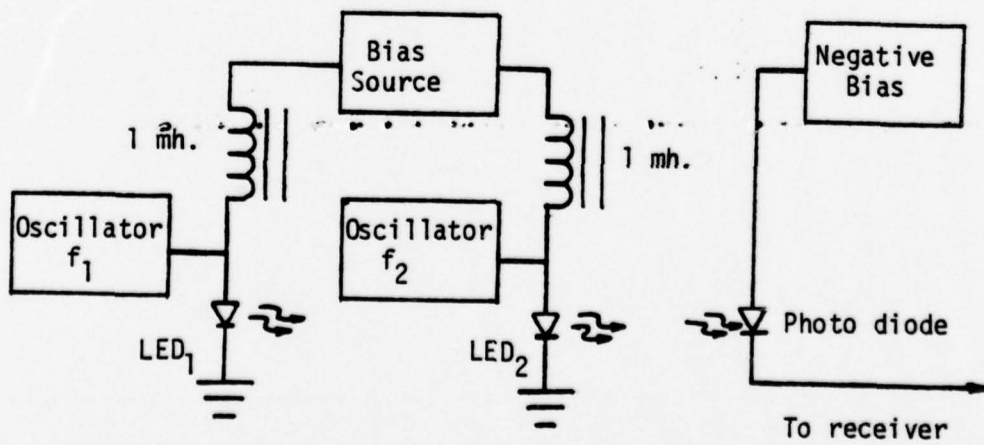 Bias
Source
Negative
Bias
1 mh.
1 mh.
Oscillator
f1
Oscillator
f2
LED1
LED2
Photo diode
To receiver